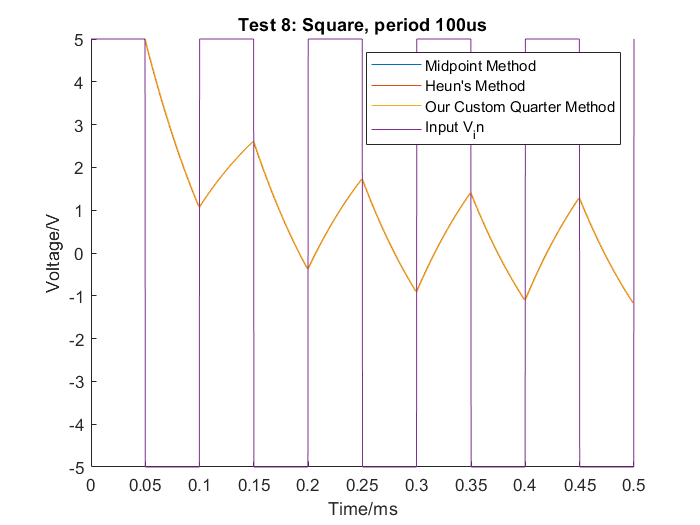 Test 8: Square, period 100us
5
4
3
2
1
0
-1
-2
-3
-4
-5
Voltage/V
Midpoint Method
Heun's Method
Our Custom Quarter Method
Input V_in
0 0.05 0.1 0.15 0.2 0.25 0.3 0.35 0.4 0.45 0.5
Time/ms